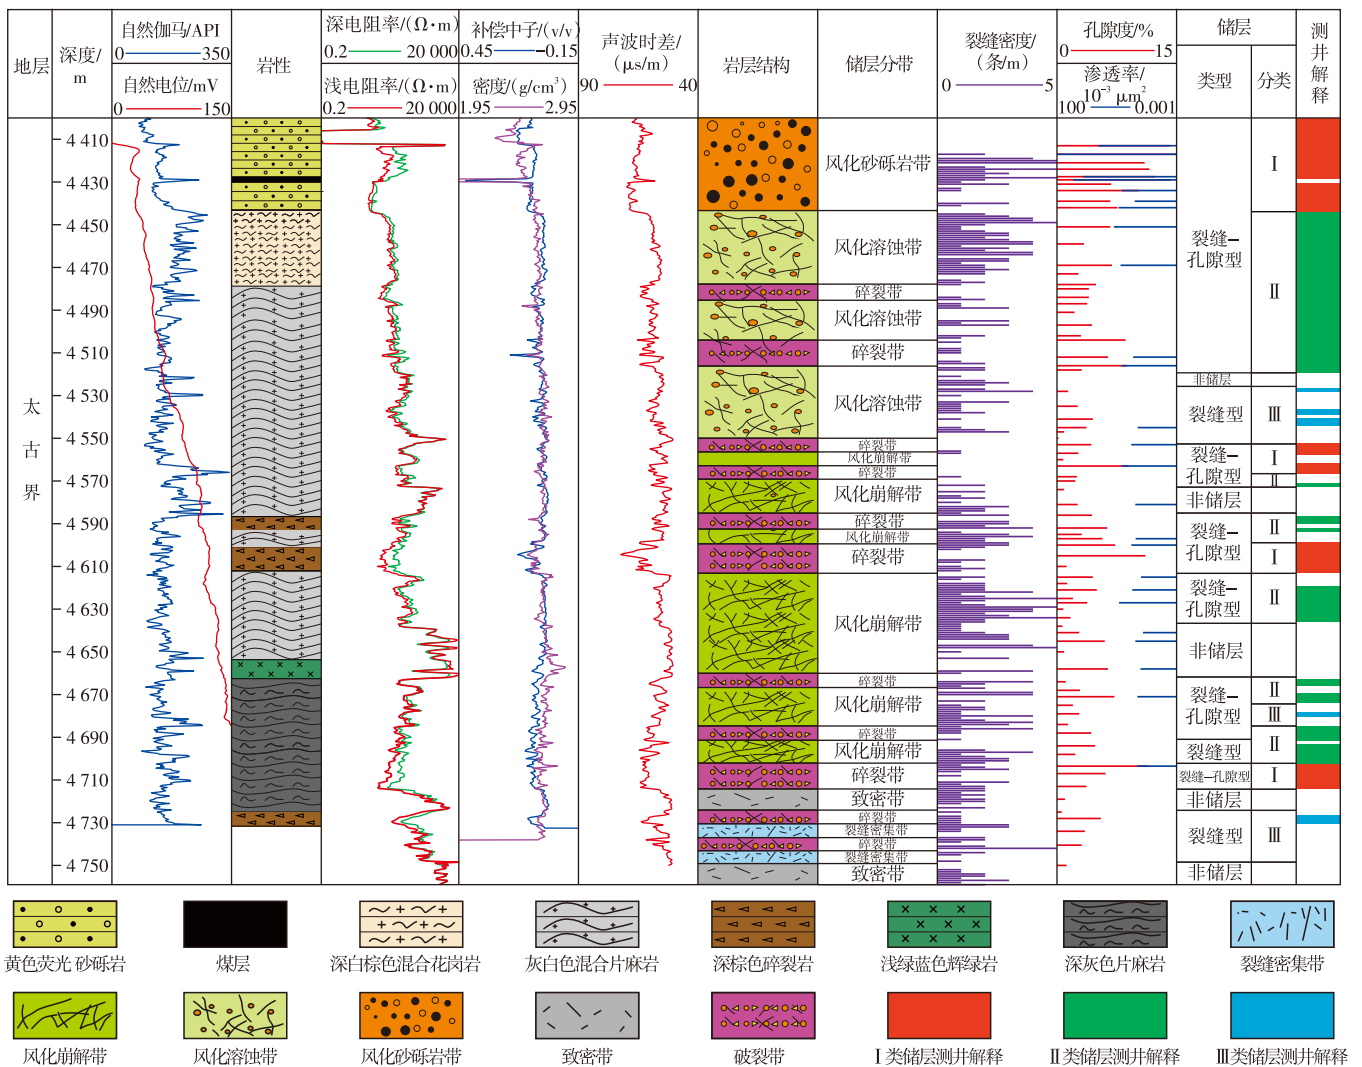 地层
深度/
m
自然伽马/API
0 350
自然电位/mV
0 150
岩性
深电阻率/(Ω·m)
0.2 20 000
浅电阻率/(Ω·m)
0.2 20 000
补偿中子/(v/v)
0.45 −0.15
密度/(g/cm³)
1.95 2.95
声波时差/
(μs/m)
90 40
岩层结构
储层分带
裂缝密度/
(条/m)
0 5
孔隙度/%
0 15
渗透率/
10⁻³ μm²
100 0.001
储层
类型
分类
测
井
解
释
太
古
界
4 410
4 430
4 450
4 470
4 490
4 510
4 530
4 550
4 570
4 590
4 610
4 630
4 650
4 670
4 690
4 710
4 730
4 750
风化砂砾岩带
风化溶蚀带
碎裂带
风化溶蚀带
碎裂带
风化溶蚀带
碎裂带
风化崩解带
碎裂带
风化崩解带
碎裂带
风化崩解带
碎裂带
风化崩解带
碎裂带
风化崩解带
碎裂带
风化崩解带
碎裂带
致密带
碎裂带
裂缝密集带
碎裂带
裂缝密集带
致密带
裂缝−
孔隙型
非储层
裂缝型
裂缝−
孔隙型
非储层
裂缝−
孔隙型
裂缝−
孔隙型
非储层
裂缝−
孔隙型
裂缝型
裂缝−孔隙型
非储层
裂缝型
非储层
Ⅰ
Ⅱ
Ⅲ
Ⅰ
Ⅱ
Ⅱ
Ⅰ
Ⅱ
Ⅱ
Ⅲ
Ⅱ
Ⅰ
Ⅲ
黄色荧光 砂砾岩
煤层
深白棕色混合花岗岩
灰白色混合片麻岩
深棕色碎裂岩
浅绿蓝色辉绿岩
深灰色片麻岩
裂缝密集带
风化崩解带
风化溶蚀带
风化砂砾岩带
致密带
破裂带
Ⅰ类储层测井解释
Ⅱ类储层测井解释
Ⅲ类储层测井解释